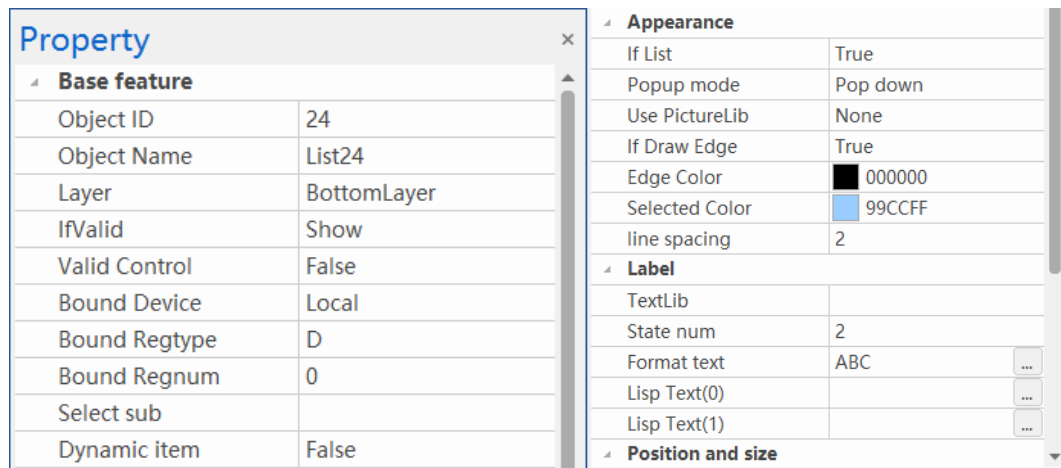 Property
Base feature
Object ID 24
Object Name List24
Layer BottomLayer
IfValid Show
Valid Control False
Bound Device Local
Bound Regtype D
Bound Regnum 0
Select sub
Dynamic item False
Appearance
If List True
Popup mode Pop down
Use PictureLib None
If Draw Edge True
Edge Color 000000
Selected Color 99CCFF
line spacing 2
Label
TextLib
State num 2
Format text ABC ...
Lisp Text(0) ...
Lisp Text(1) ...
Position and size